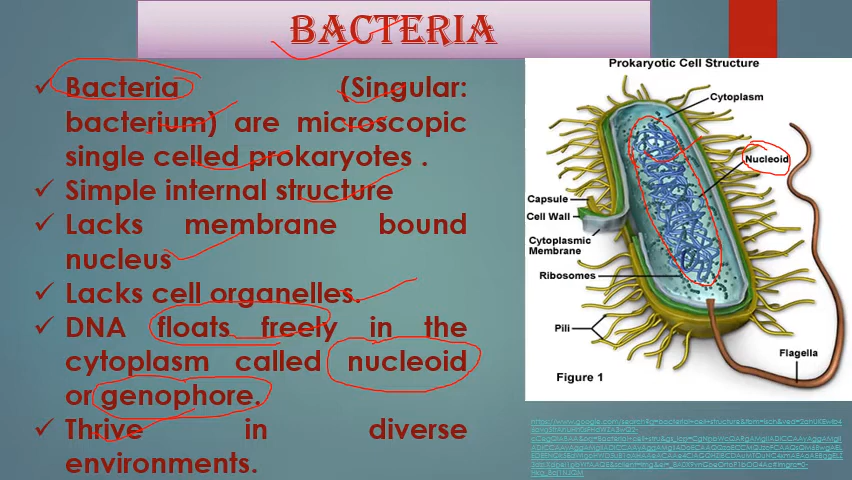 BACTERIA
✓ Bacteria (Singular:
bacterium) are microscopic
single celled prokaryotes .
✓ Simple internal structure
✓ Lacks membrane bound
nucleus
✓ Lacks cell organelles.
✓ DNA floats freely in the
cytoplasm called nucleoid
or genophore.
✓ Thrive in diverse
environments.
Prokaryotic Cell Structure
Cytoplasm
Nucleoid
Capsule
Cell Wall
Cytoplasmic
Membrane
Ribosomes
Pili
Flagella
Figure 1